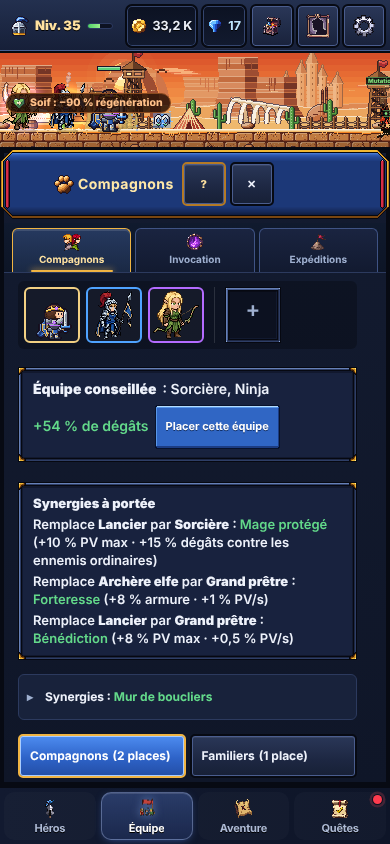 Niv. 35
33,2 K
17
Soif : −90 % régénération
Mutatio
Compagnons
?
×
Compagnons
Invocation
Expéditions
+
Équipe conseillée : Sorcière, Ninja
+54 % de dégâts
Placer cette équipe
Synergies à portée
Remplace Lancier par Sorcière : Mage protégé
(+10 % PV max · +15 % dégâts contre les
ennemis ordinaires)
Remplace Archère elfe par Grand prêtre :
Forteresse (+8 % armure · +1 % PV/s)
Remplace Lancier par Grand prêtre :
Bénédiction (+8 % PV max · +0,5 % PV/s)
▸ Synergies : Mur de boucliers
Compagnons (2 places)
Familiers (1 place)
Héros
Équipe
Aventure
Quêtes